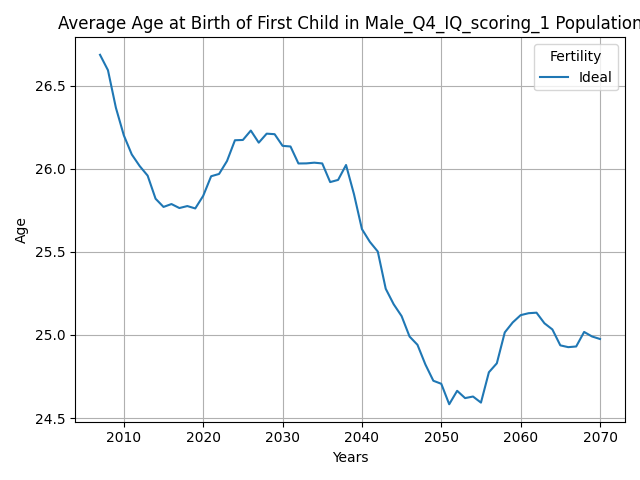 Average Age at Birth of First Child in Male_Q4_IQ_scoring_1 Population
Fertility
Ideal
26.5
26.0
25.5
25.0
24.5
Age
2010 2020 2030 2040 2050 2060 2070
Years